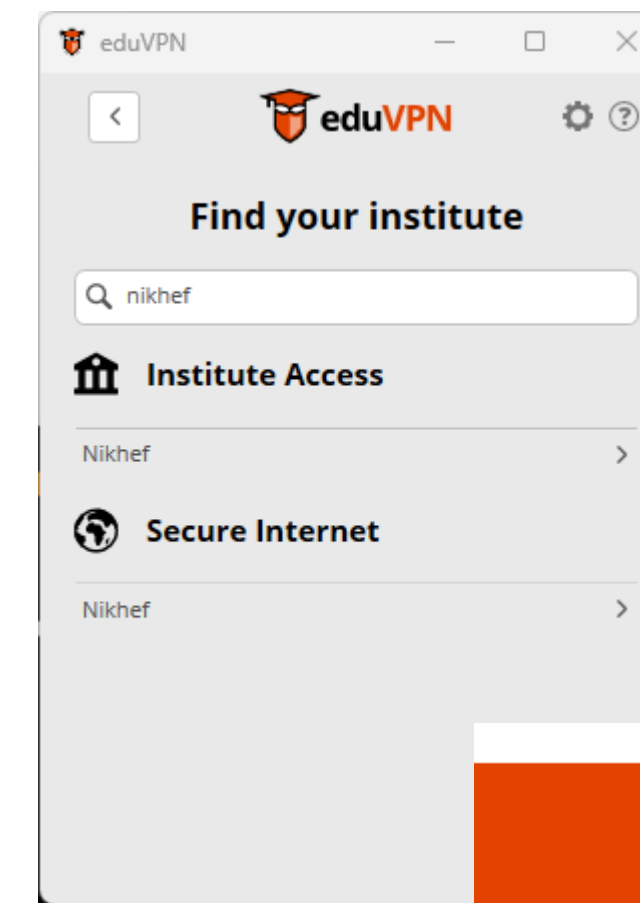 eduVPN
eduVPN
Find your institute
nikhef
Institute Access
Nikhef
Secure Internet
Nikhef